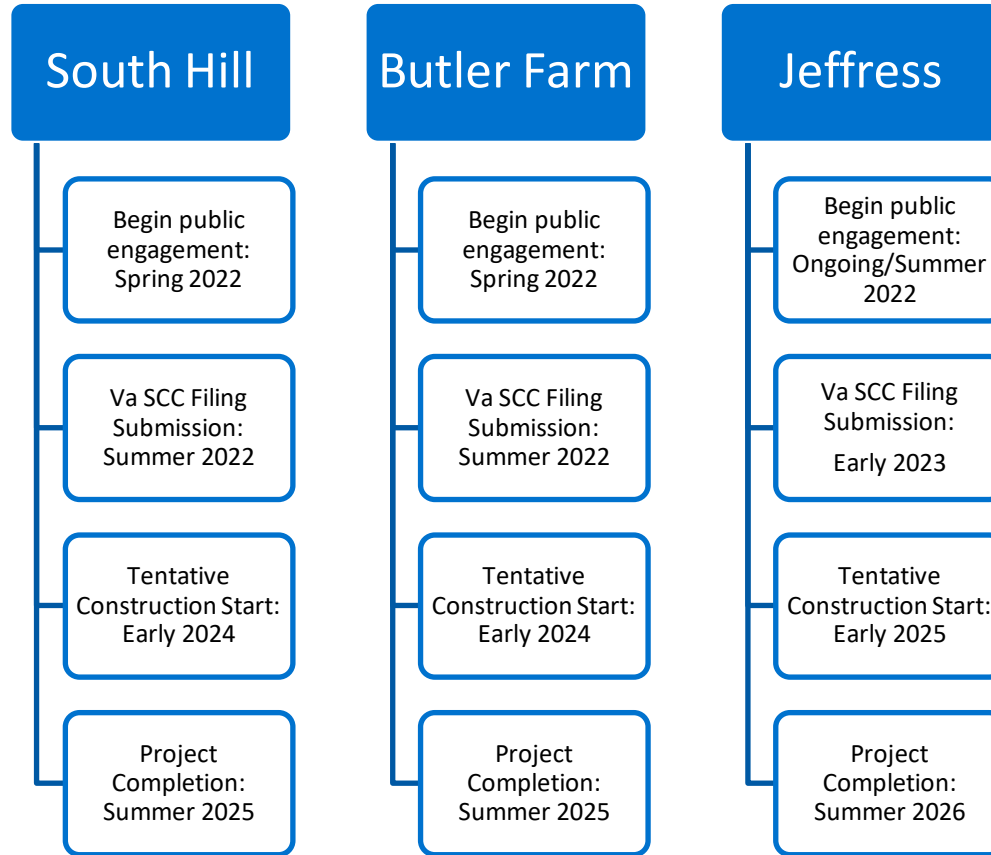 South Hill
Begin public
engagement:
Spring 2022
Va SCC Filing
Submission:
Summer 2022
Tentative
Construction Start:
Early 2024
Project
Completion:
Summer 2025
Butler Farm
Begin public
engagement:
Spring 2022
Va SCC Filing
Submission:
Summer 2022
Tentative
Construction Start:
Early 2024
Project
Completion:
Summer 2025
Jeffress
Begin public
engagement:
Ongoing/Summer
2022
Va SCC Filing
Submission:
Early 2023
Tentative
Construction Start:
Early 2025
Project
Completion:
Summer 2026